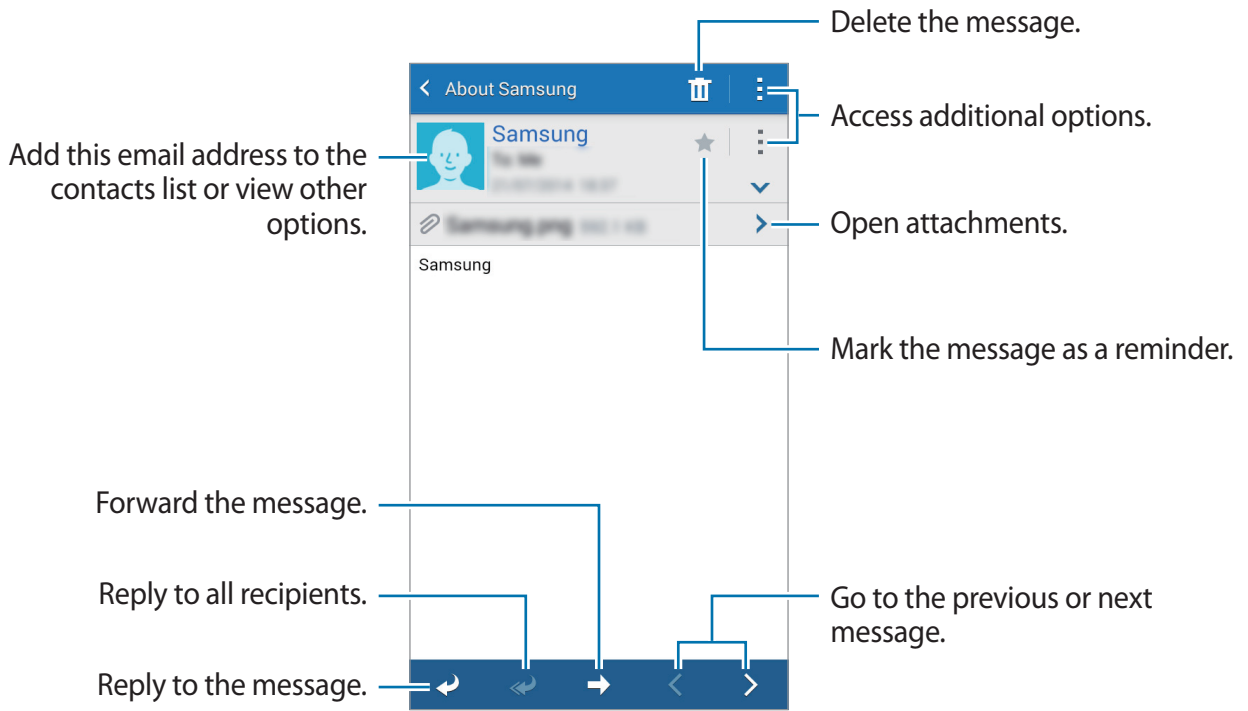 Delete the message.
About Samsung
Access additional options.
Samsung
Add this email address to the
contacts list or view other
options.
Open attachments.
Samsung
Mark the message as a reminder.
Forward the message.
Reply to all recipients.
Go to the previous or next
message.
Reply to the message.